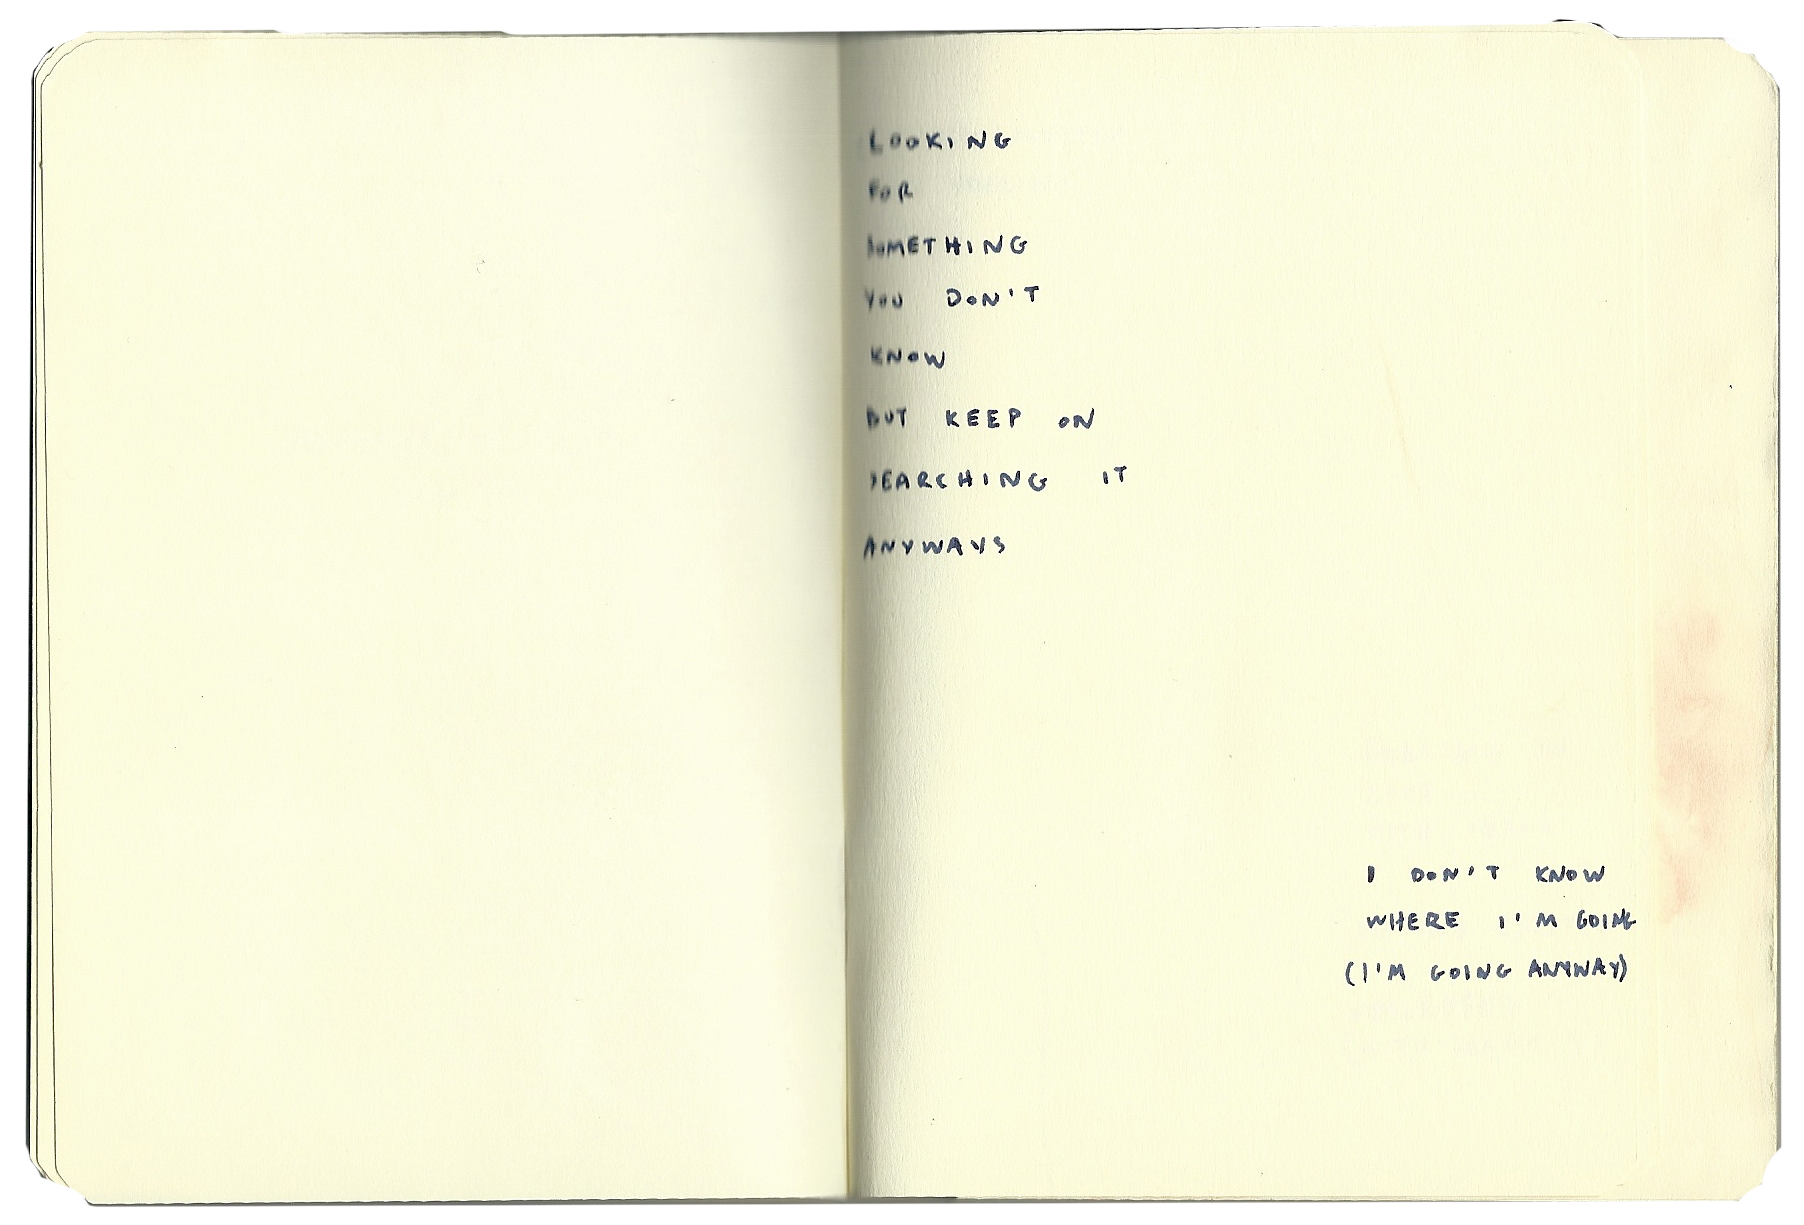 LOOKING
FOR
SOMETHING
YOU DON'T
KNOW
BUT KEEP ON
SEARCHING IT
ANYWAYS
I DON'T KNOW
WHERE I'M GOING
(I'M GOING ANYWAY)